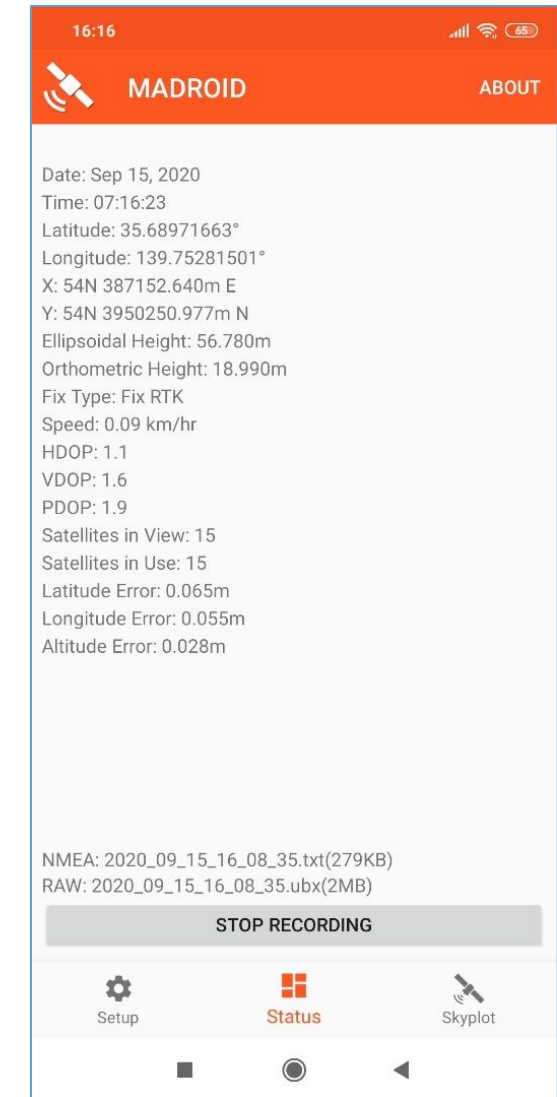 16:16
65
MADROID
ABOUT
Date: Sep 15, 2020
Time: 07:16:23
Latitude: 35.68971663°
Longitude: 139.75281501°
X: 54N 387152.640m E
Y: 54N 3950250.977m N
Ellipsoidal Height: 56.780m
Orthometric Height: 18.990m
Fix Type: Fix RTK
Speed: 0.09 km/hr
HDOP: 1.1
VDOP: 1.6
PDOP: 1.9
Satellites in View: 15
Satellites in Use: 15
Latitude Error: 0.065m
Longitude Error: 0.055m
Altitude Error: 0.028m
NMEA: 2020_09_15_16_08_35.txt(279KB)
RAW: 2020_09_15_16_08_35.ubx(2MB)
STOP RECORDING
Setup
Status
Skyplot